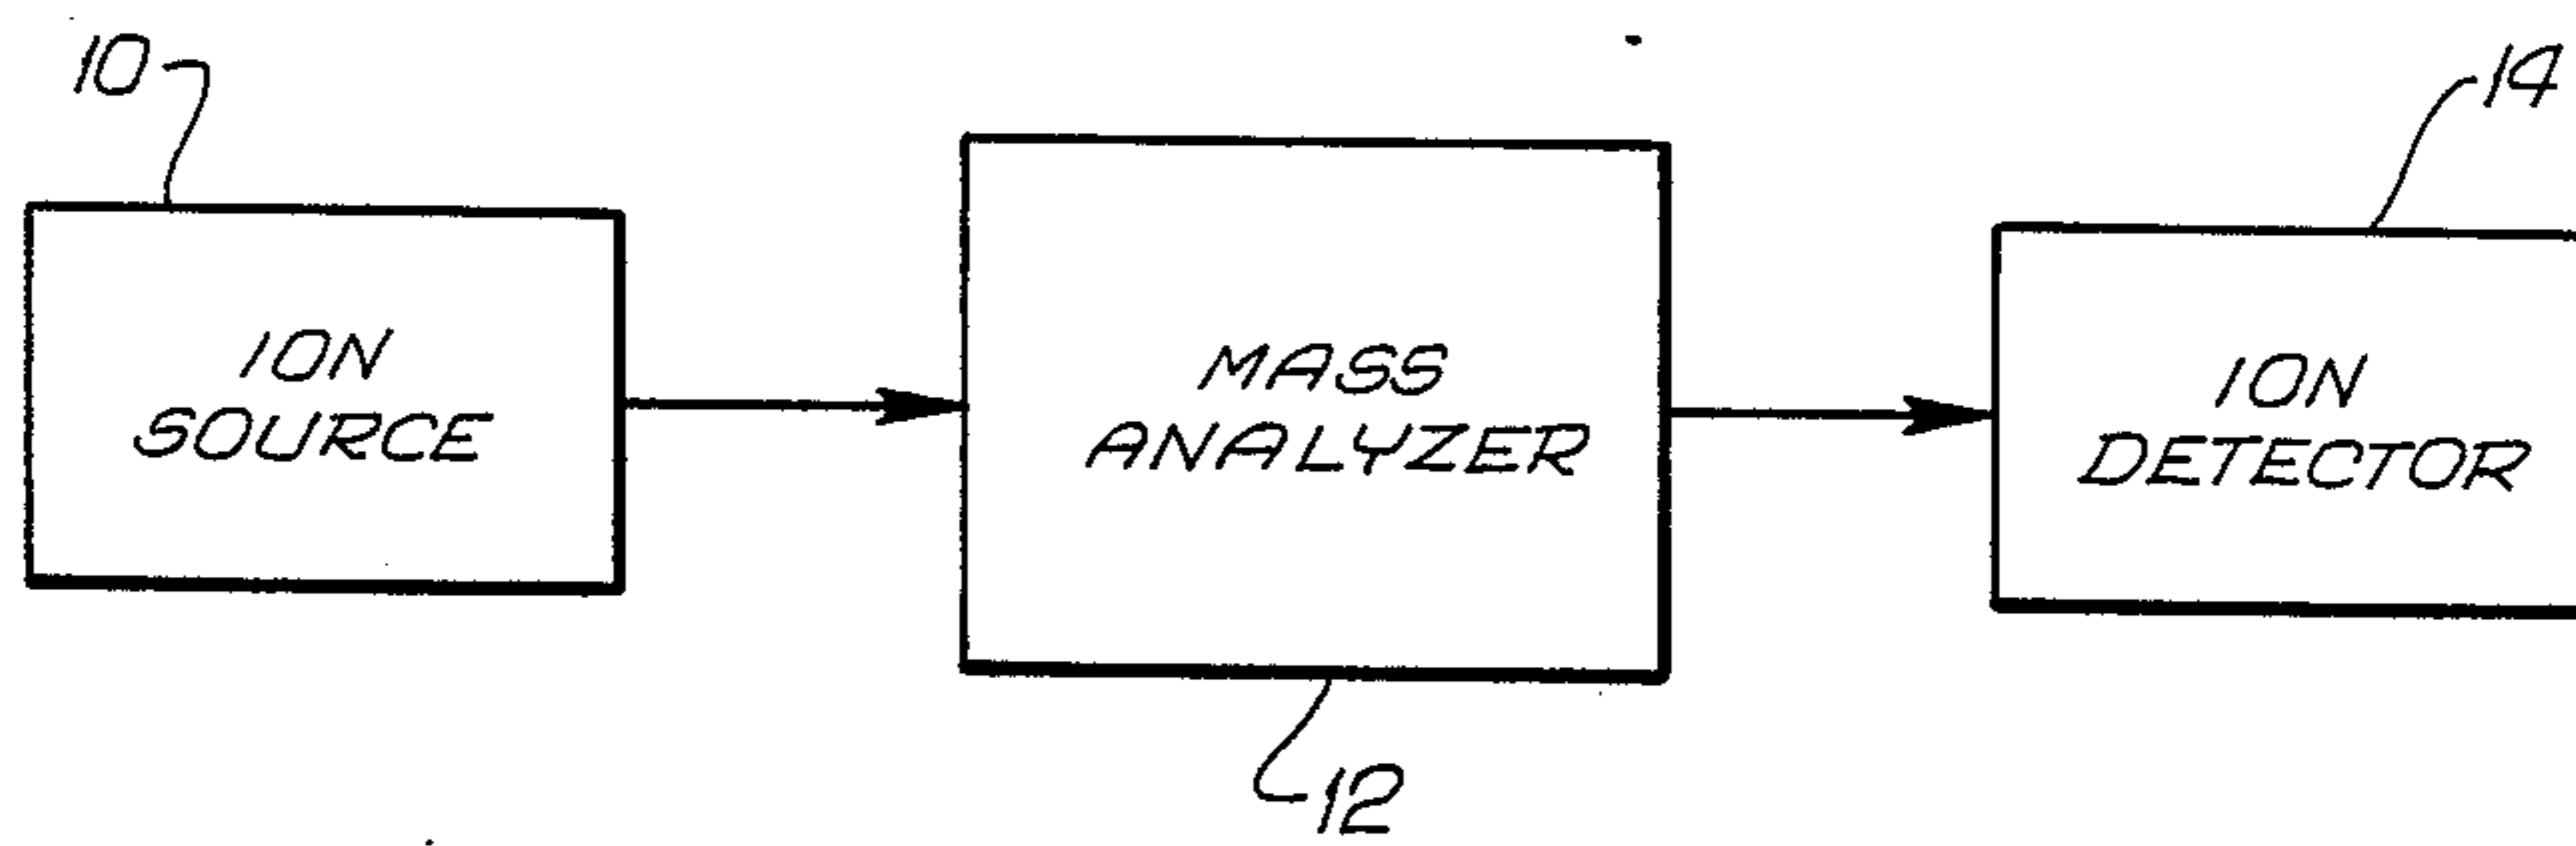 10
14
ION
SOURCE
MASS
ANALYZER
ION
DETECTOR
12